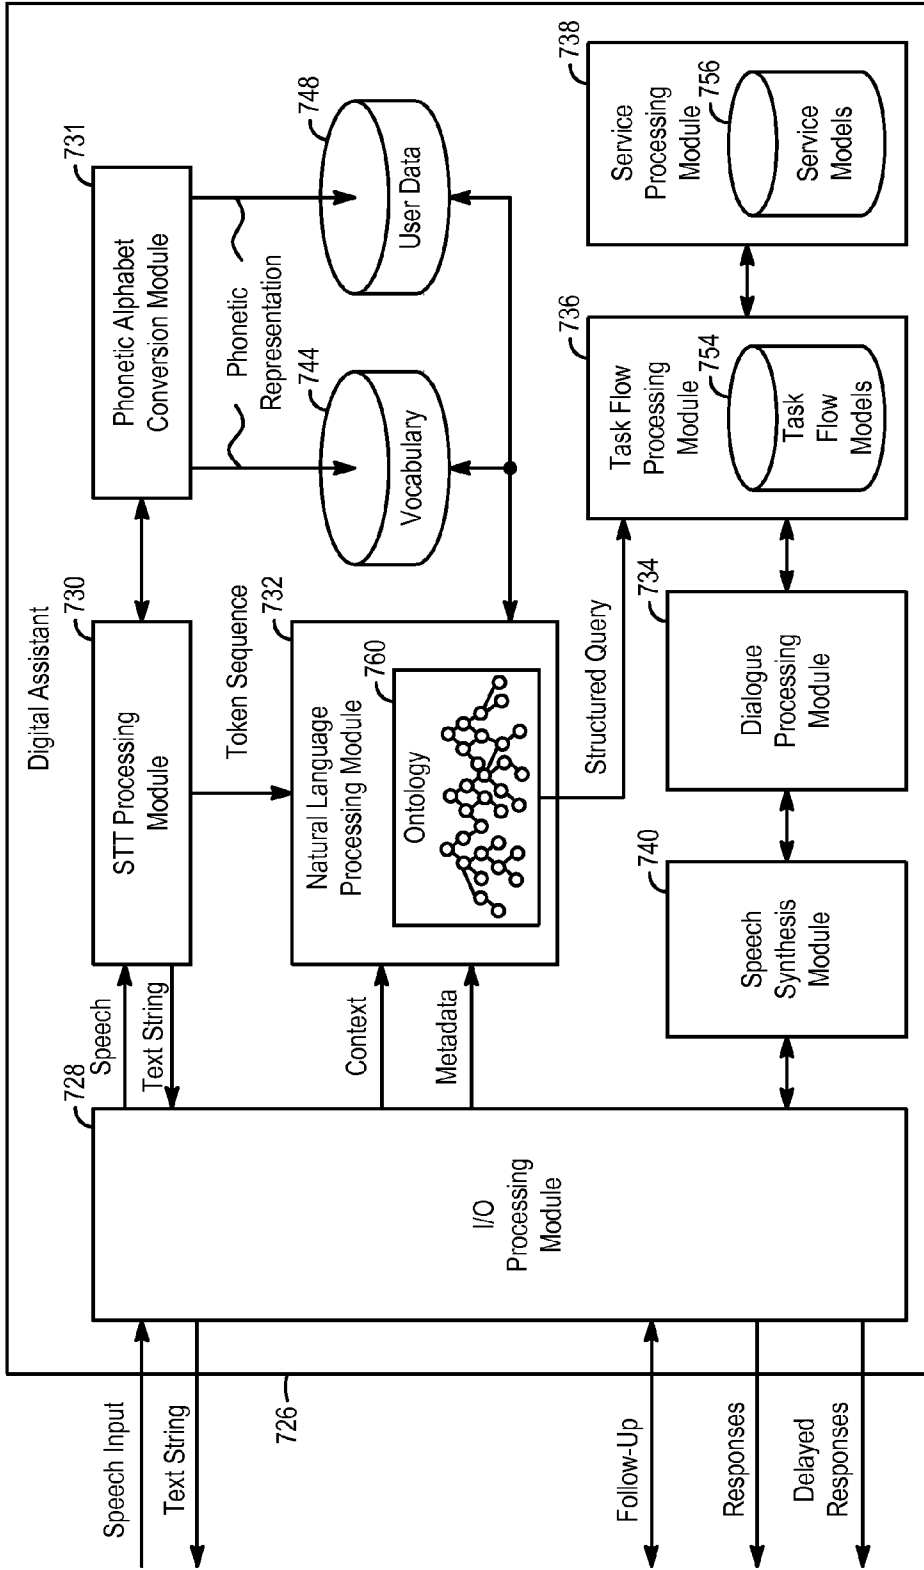 Digital Assistant
Speech Input
Text String
726
Follow-Up
Responses
Delayed
Responses
728
I/O
Processing
Module
Speech
Text String
730
STT Processing
Module
731
Phonetic Alphabet
Conversion Module
Phonetic
Representation
Token Sequence
Context
Metadata
732
Natural Language
Processing Module
760
Ontology
744
Vocabulary
748
User Data
Structured Query
740
Speech
Synthesis
Module
734
Dialogue
Processing
Module
736
Task Flow
Processing
Module
754
Task
Flow
Models
738
Service
Processing
Module
756
Service Models